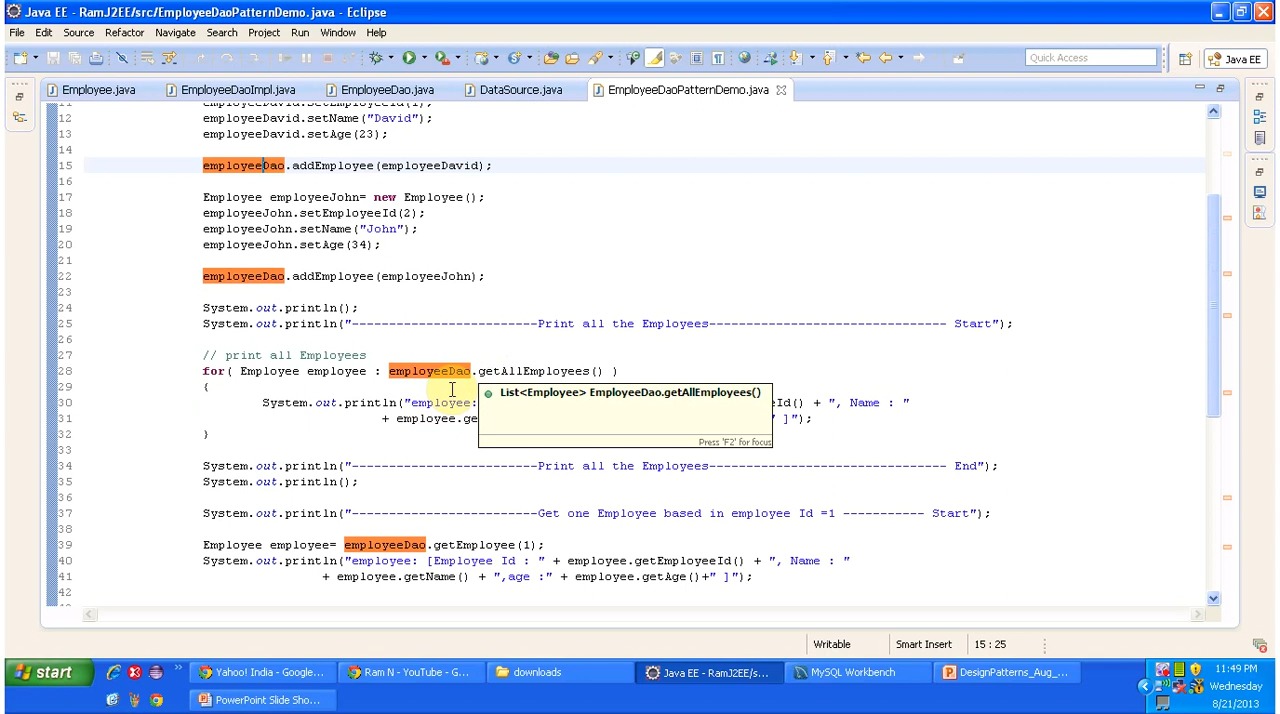 Java EE - RamJ2EE/src/EmployeeDaoPatternDemo.java - Eclipse
File Edit Source Refactor Navigate Search Project Run Window Help
Quick Access
Java EE
Employee.java EmployeeDaoImpl.java EmployeeDao.java DataSource.java EmployeeDaoPatternDemo.java
11 employeeDavid.setEmployeeId(1);
12 employeeDavid.setName("David");
13 employeeDavid.setAge(23);
14
15 employeeDao.addEmployee(employeeDavid);
16
17 Employee employeeJohn= new Employee();
18 employeeJohn.setEmployeeId(2);
19 employeeJohn.setName("John");
20 employeeJohn.setAge(34);
21
22 employeeDao.addEmployee(employeeJohn);
23
24 System.out.println();
25 System.out.println("-------------------------Print all the Employees-------------------------------- Start");
26
27 // print all Employees
28 for( Employee employee : employeeDao.getAllEmployees() )
29 {
List<Employee> EmployeeDao.getAllEmployees()
30 System.out.println("employee: eId() + ", Name : "
31 + employee.ge " ]");
Press 'F2' for focus
32 }
33
34 System.out.println("-------------------------Print all the Employees-------------------------------- End");
35 System.out.println();
36
37 System.out.println("-------------------------Get one Employee based in employee Id =1 ----------- Start");
38
39 Employee employee= employeeDao.getEmployee(1);
40 System.out.println("employee: [Employee Id : " + employee.getEmployeeId() + ", Name : "
41 + employee.getName() + ",age :" + employee.getAge()+" ]");
42
Writable Smart Insert 15 : 25
start Yahoo! India - Google... Ram N - YouTube - G... downloads Java EE - RamJ2EE/s... MySQL Workbench DesignPatterns_Aug_... 11:49 PM
Wednesday
PowerPoint Slide Sho... 8/21/2013